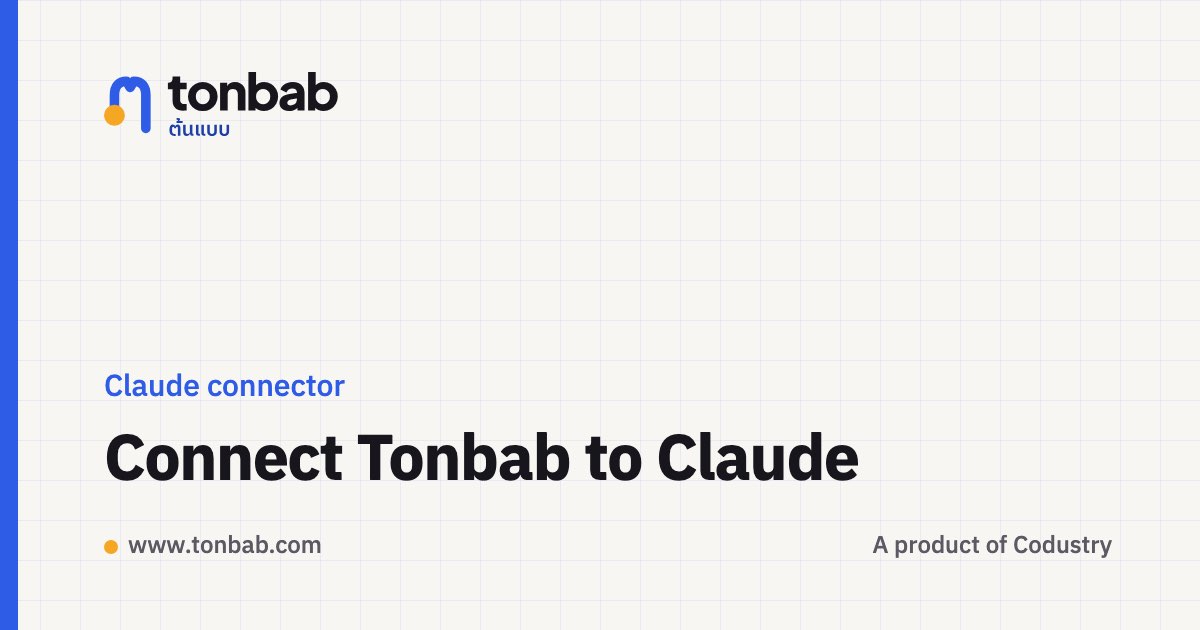 tonbab
ต้นแบบ
Claude connector
Connect Tonbab to Claude
www.tonbab.com
A product of Codustry